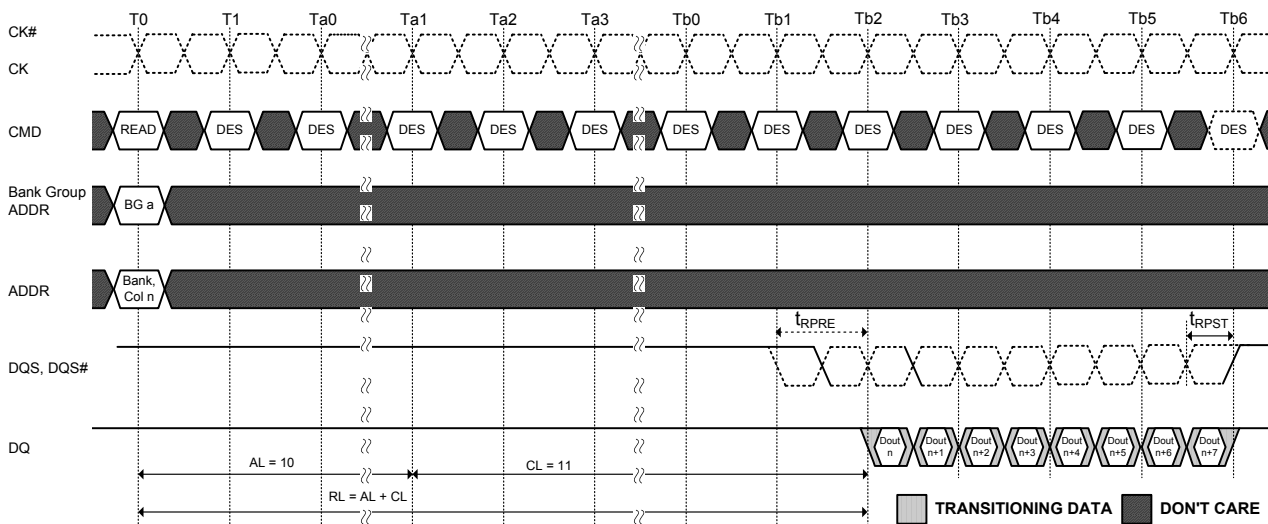 T0 T1 Ta0 Ta1 Ta2 Ta3 Tb0 Tb1 Tb2 Tb3 Tb4 Tb5 Tb6
CK#
CK
CMD READ DES DES DES DES DES DES DES DES DES DES DES DES
Bank Group
ADDR
BG a
ADDR
Bank,
Col n
tRPRE
tRPST
DQS, DQS#
DQ
Dout Dout Dout Dout Dout Dout Dout Dout
n n+1 n+2 n+3 n+4 n+5 n+6 n+7
AL = 10
CL = 11
RL = AL + CL
TRANSITIONING DATA
DON'T CARE